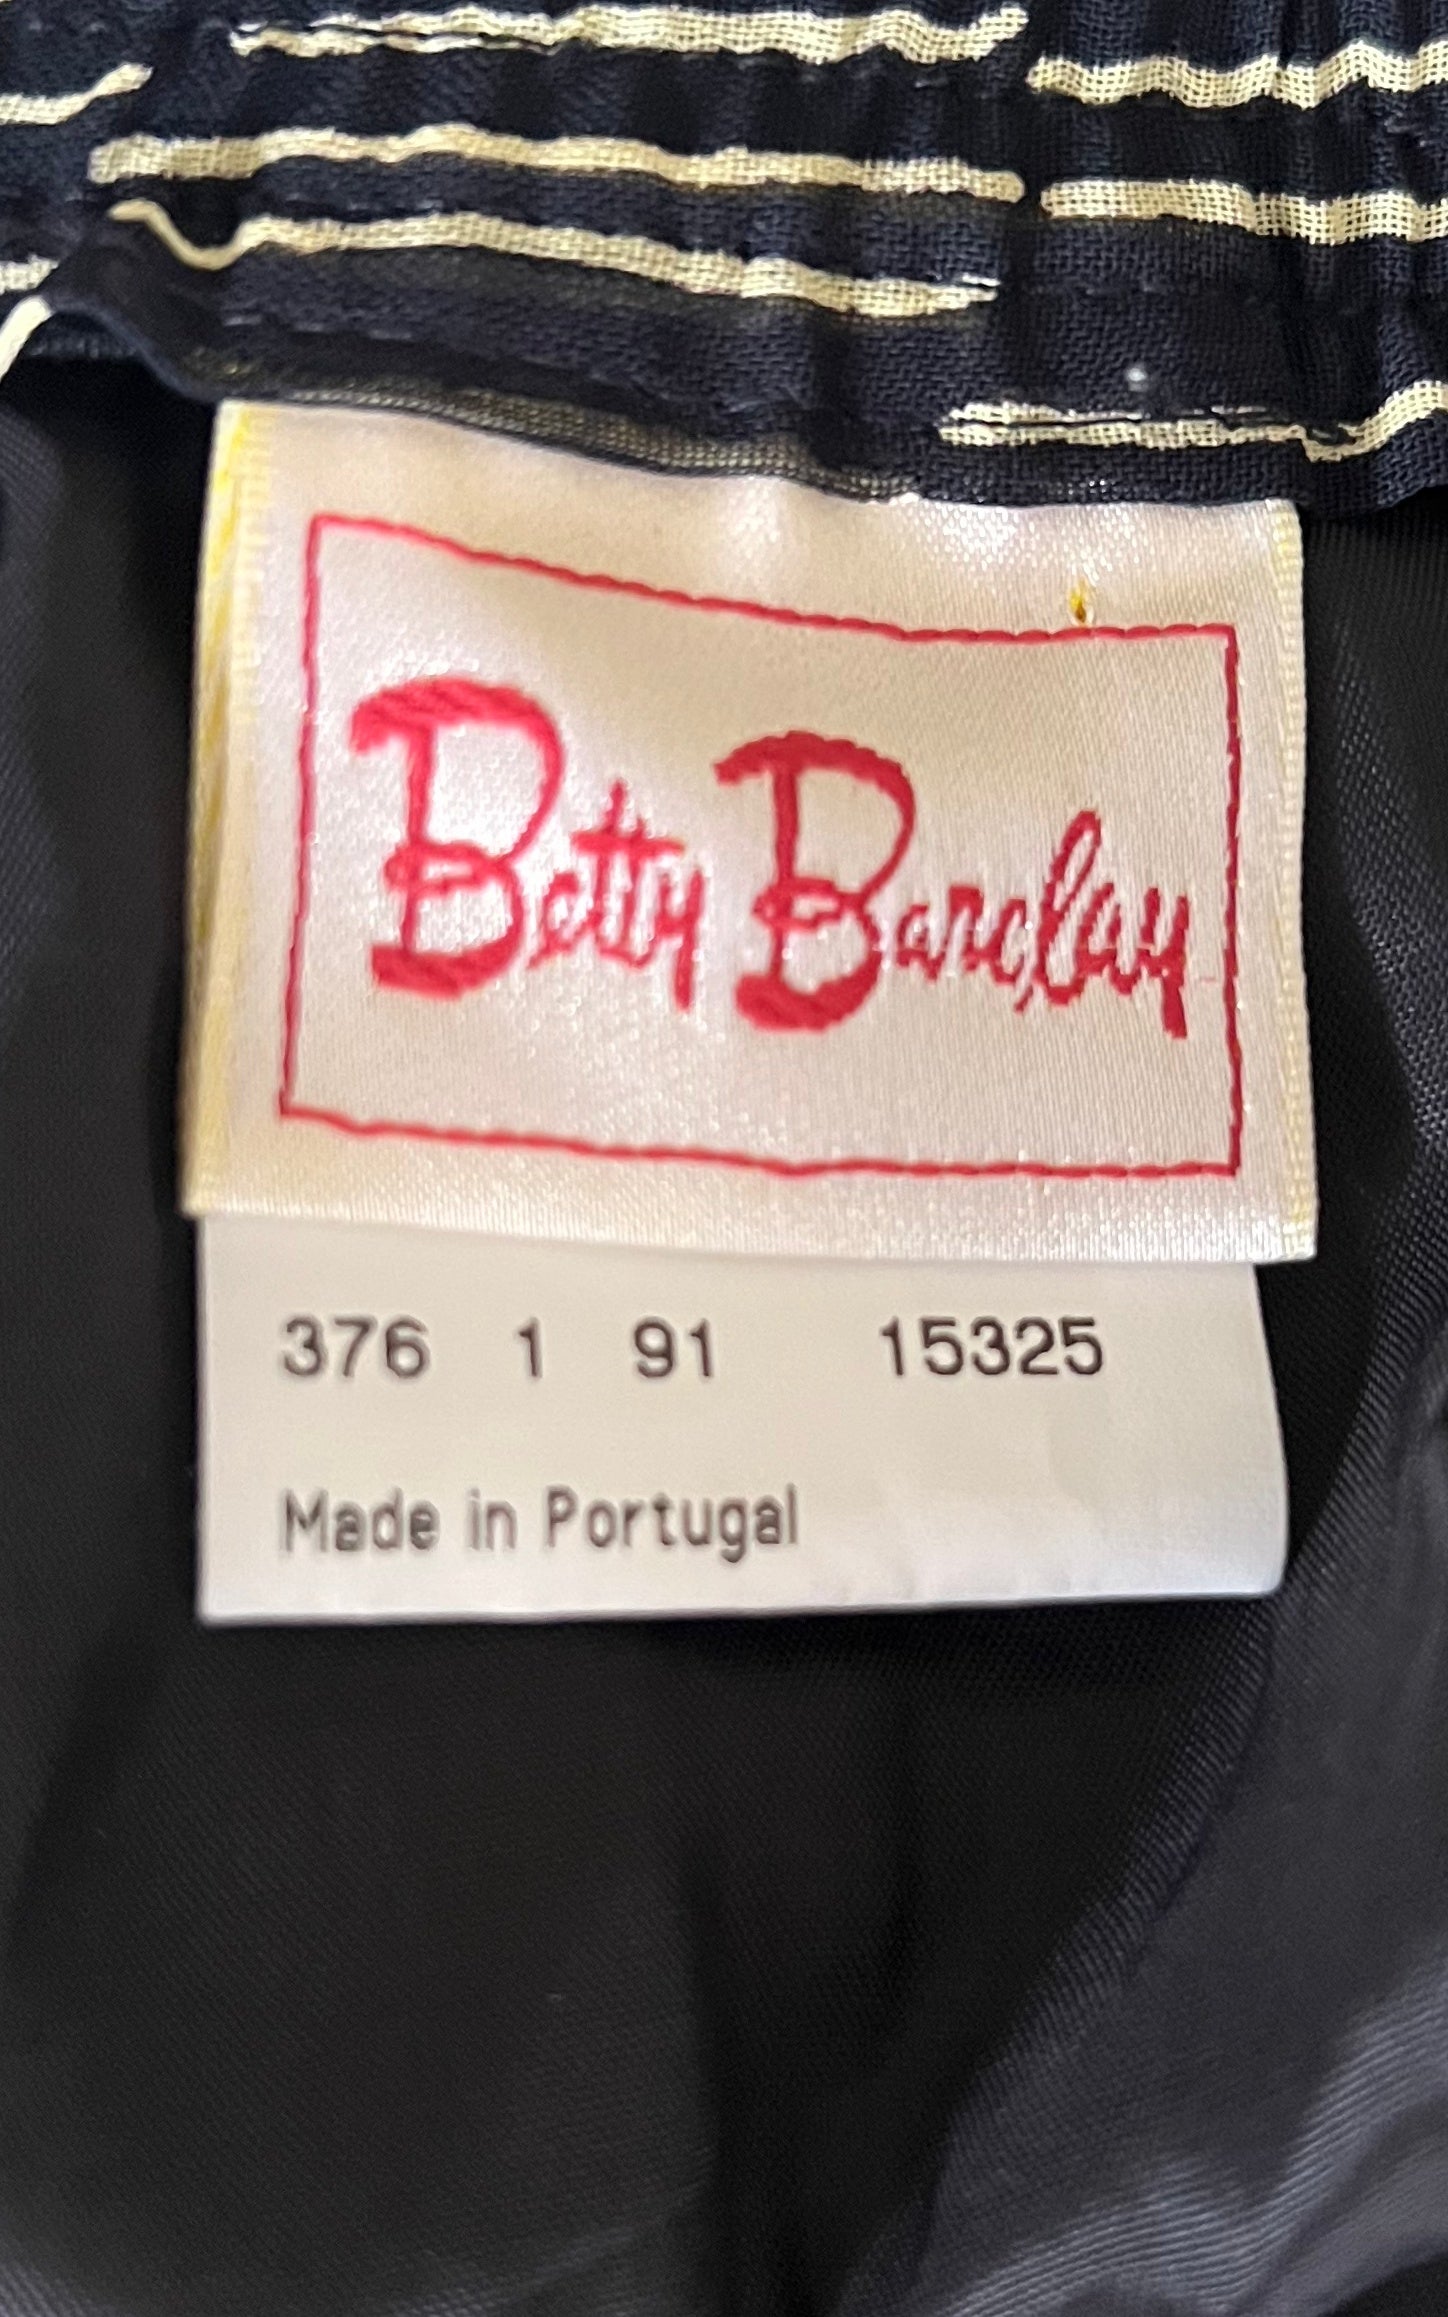 Betty Barclay
376 1 91 15325
Made in Portugal